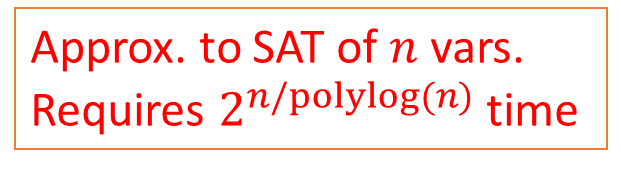 Approx. to SAT of n vars.
Requires 2^{n/polylog(n)} time